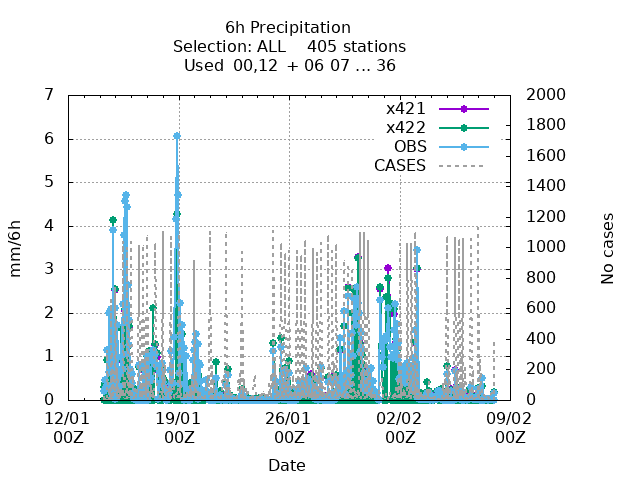 6h Precipitation
Selection: ALL    405 stations
Used  00,12  + 06 07 ... 36
7
6
5
4
3
2
1
0
mm/6h
x421
x422
OBS
CASES
2000
1800
1600
1400
1200
1000
800
600
400
200
0
No cases
12/01 19/01 26/01 02/02 09/02
00Z 00Z 00Z 00Z 00Z
Date